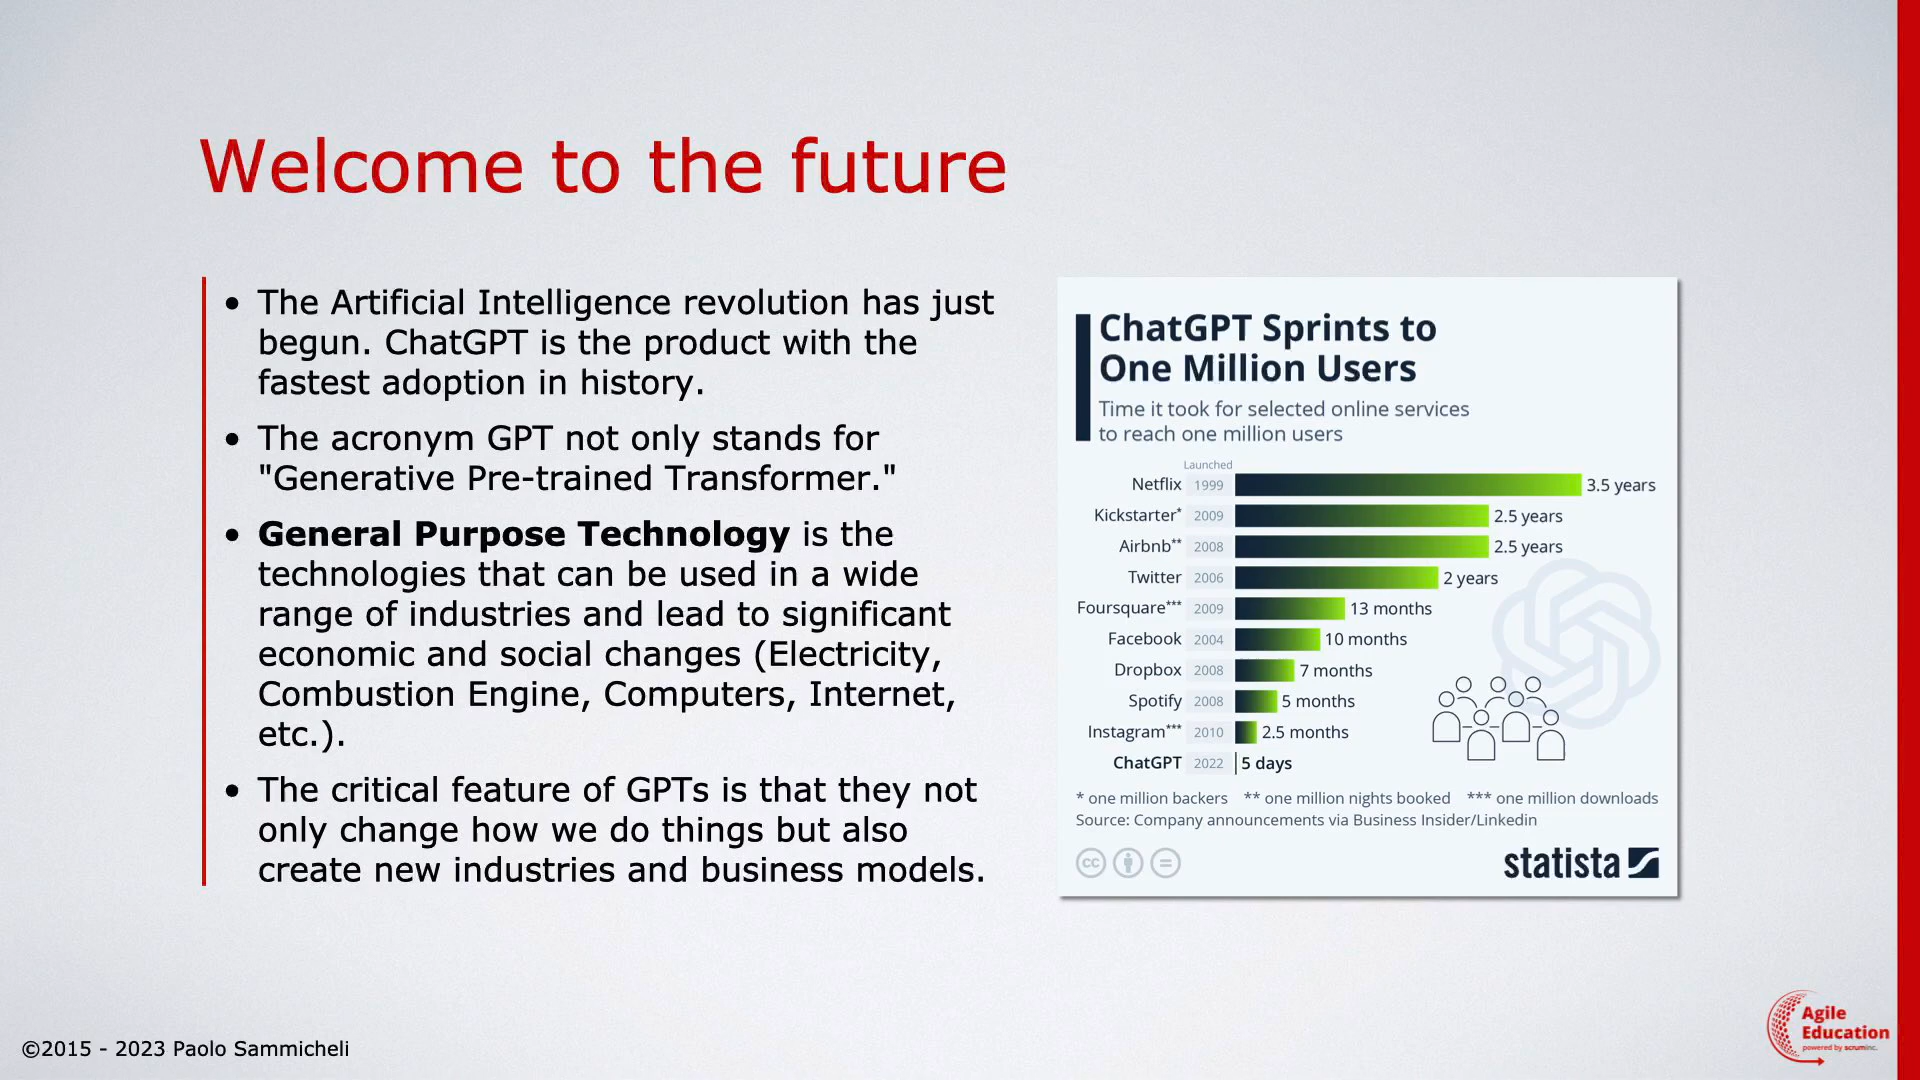 Welcome to the future
• The Artificial Intelligence revolution has just
begun. ChatGPT is the product with the
fastest adoption in history.
• The acronym GPT not only stands for
"Generative Pre-trained Transformer."
• General Purpose Technology is the
technologies that can be used in a wide
range of industries and lead to significant
economic and social changes (Electricity,
Combustion Engine, Computers, Internet,
etc.).
• The critical feature of GPTs is that they not
only change how we do things but also
create new industries and business models.
ChatGPT Sprints to
One Million Users
Time it took for selected online services
to reach one million users
Launched
Netflix 1999 3.5 years
Kickstarter* 2009 2.5 years
Airbnb** 2008 2.5 years
Twitter 2006 2 years
Foursquare*** 2009 13 months
Facebook 2004 10 months
Dropbox 2008 7 months
Spotify 2008 5 months
Instagram*** 2010 2.5 months
ChatGPT 2022 5 days
* one million backers ** one million nights booked *** one million downloads
Source: Company announcements via Business Insider/Linkedin
cc
statista
©2015 - 2023 Paolo Sammicheli
Agile
Education
powered by scruminc.